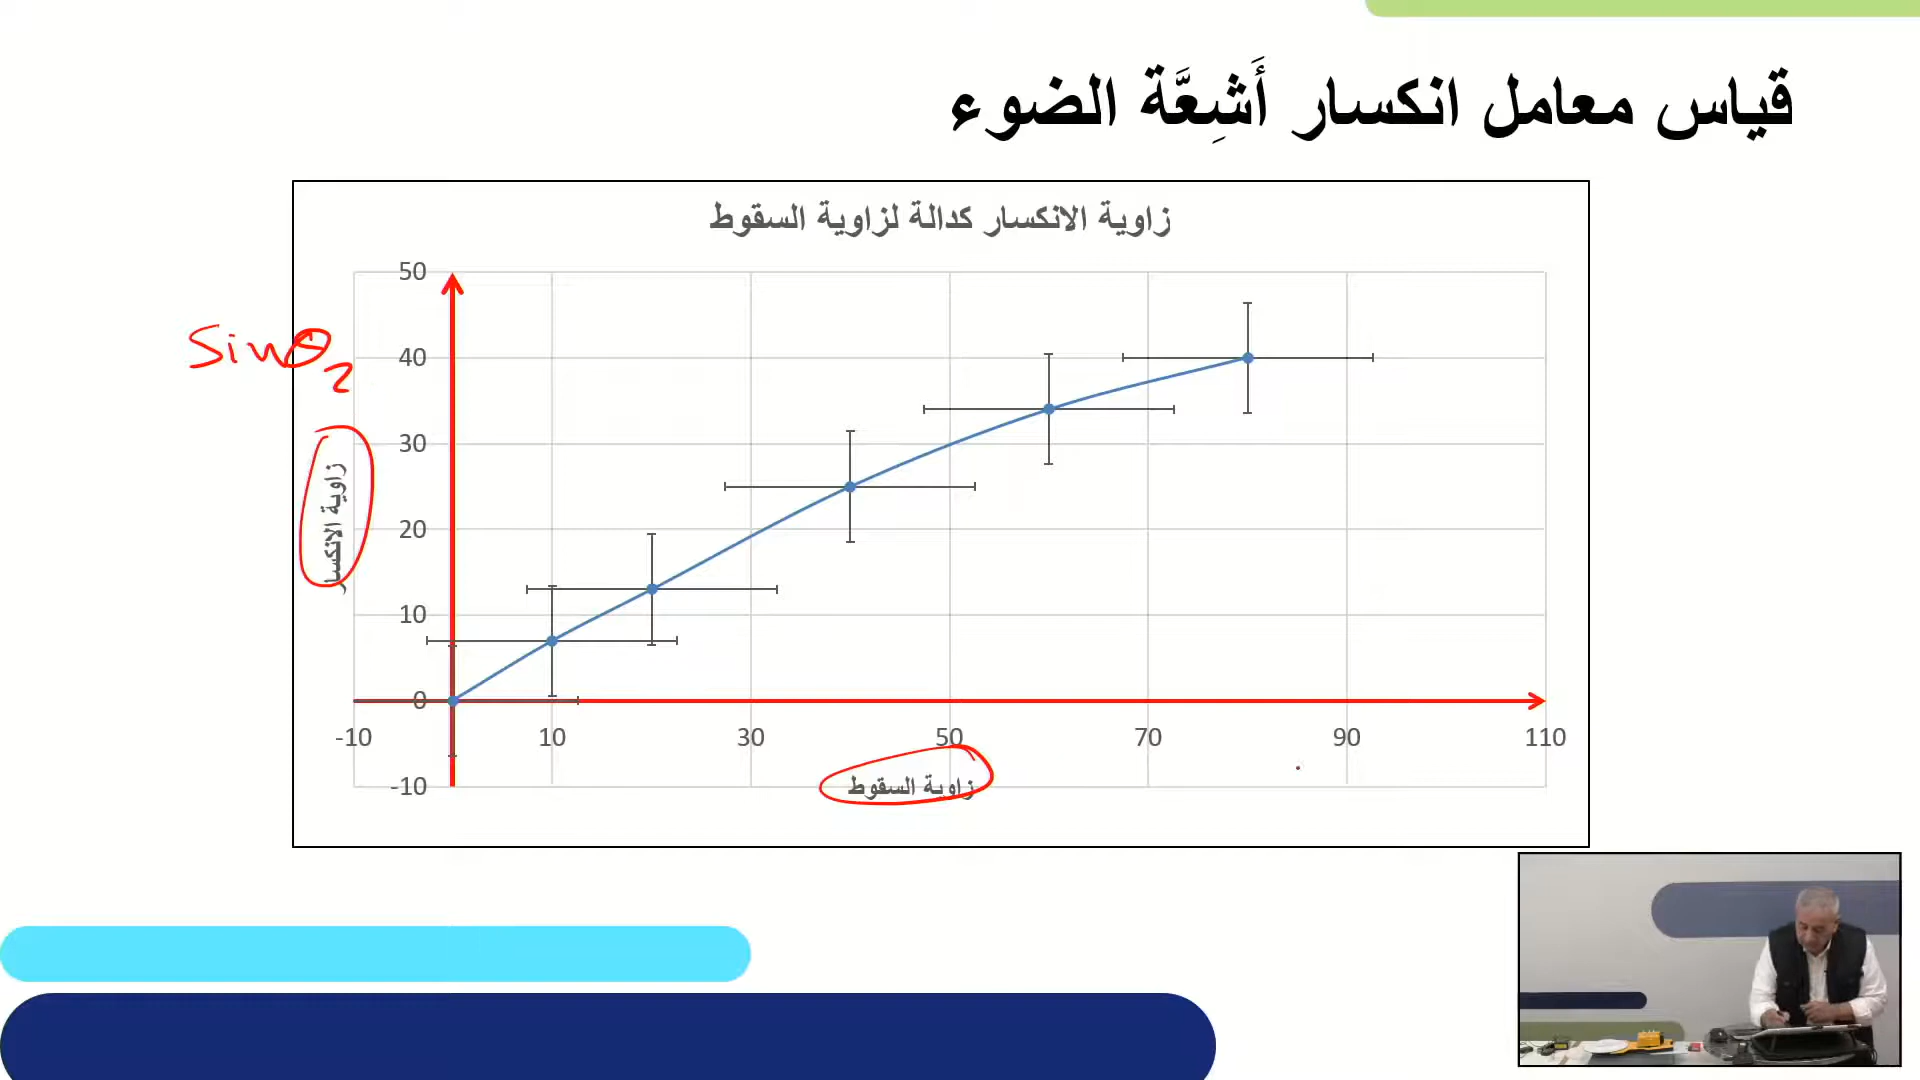 قياس معامل انكسار أَشِعَّة الضوء
زاوية الانكسار كدالة لزاوية السقوط
50
40
30
20
10
0
-10
Sinθ2
زاوية الانكسار
-10 10 30 50 70 90 110
زاوية السقوط